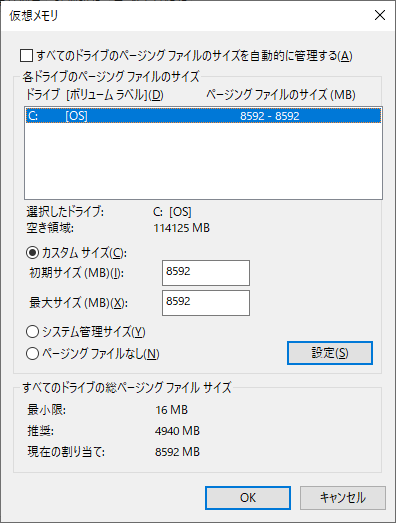 仮想メモリ
すべてのドライブのページング ファイルのサイズを自動的に管理する(A)
各ドライブのページング ファイルのサイズ
ドライブ [ボリューム ラベル](D) ページング ファイルのサイズ (MB)
C: [OS] 8592 - 8592
選択したドライブ: C: [OS]
空き領域: 114125 MB
カスタム サイズ(C):
初期サイズ (MB)(I): 8592
最大サイズ (MB)(X): 8592
システム管理サイズ(Y)
ページング ファイルなし(N) 設定(S)
すべてのドライブの総ページング ファイル サイズ
最小限: 16 MB
推奨: 4940 MB
現在の割り当て: 8592 MB
OK キャンセル